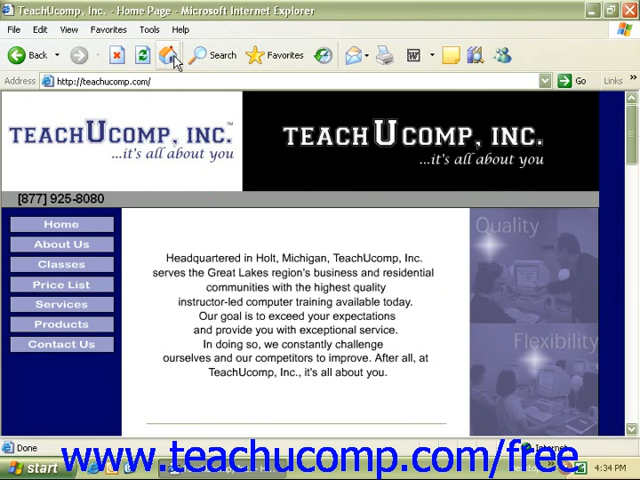 TeachUcomp, Inc. - Home Page - Microsoft Internet Explorer
File Edit View Favorites Tools Help
Back Search Favorites W
Address http://teachucomp.com/ Go Links
TEACHUCOMP, INC.™ TEACHUCOMP, INC.
...it's all about you ...it's all about you
[877] 925-8080
Home
About Us
Classes
Price List
Services
Products
Contact Us
Headquartered in Holt, Michigan, TeachUcomp, Inc.
serves the Great Lakes region's business and residential
communities with the highest quality
instructor-led computer training available today.
Our goal is to exceed your expectations
and provide you with exceptional service.
In doing so, we constantly challenge
ourselves and our competitors to improve. After all, at
TeachUcomp, Inc., it's all about you.
Quality
Flexibility
Done Internet
www.teachucomp.com/free
start 4:34 PM